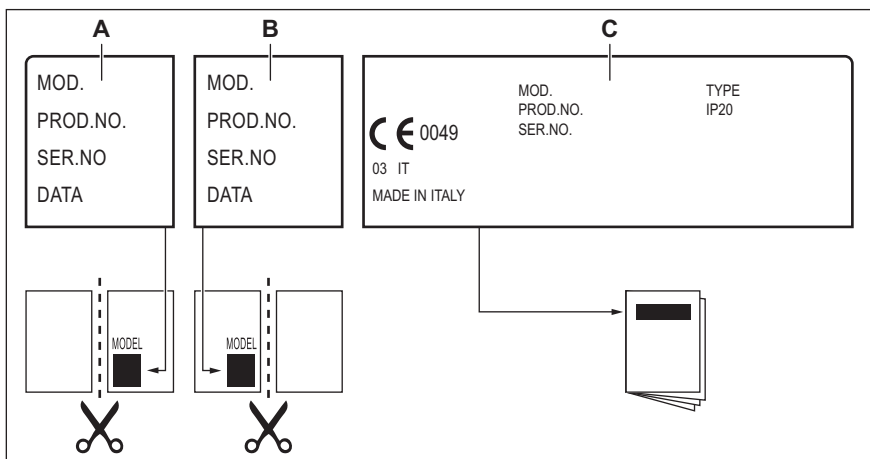 A
B
C
MOD.
PROD.NO.
SER.NO
DATA
MOD.
PROD.NO.
SER.NO
DATA
MOD.
PROD.NO.
SER.NO.
TYPE
IP20
CE 0049
03 IT
MADE IN ITALY
MODEL
MODEL